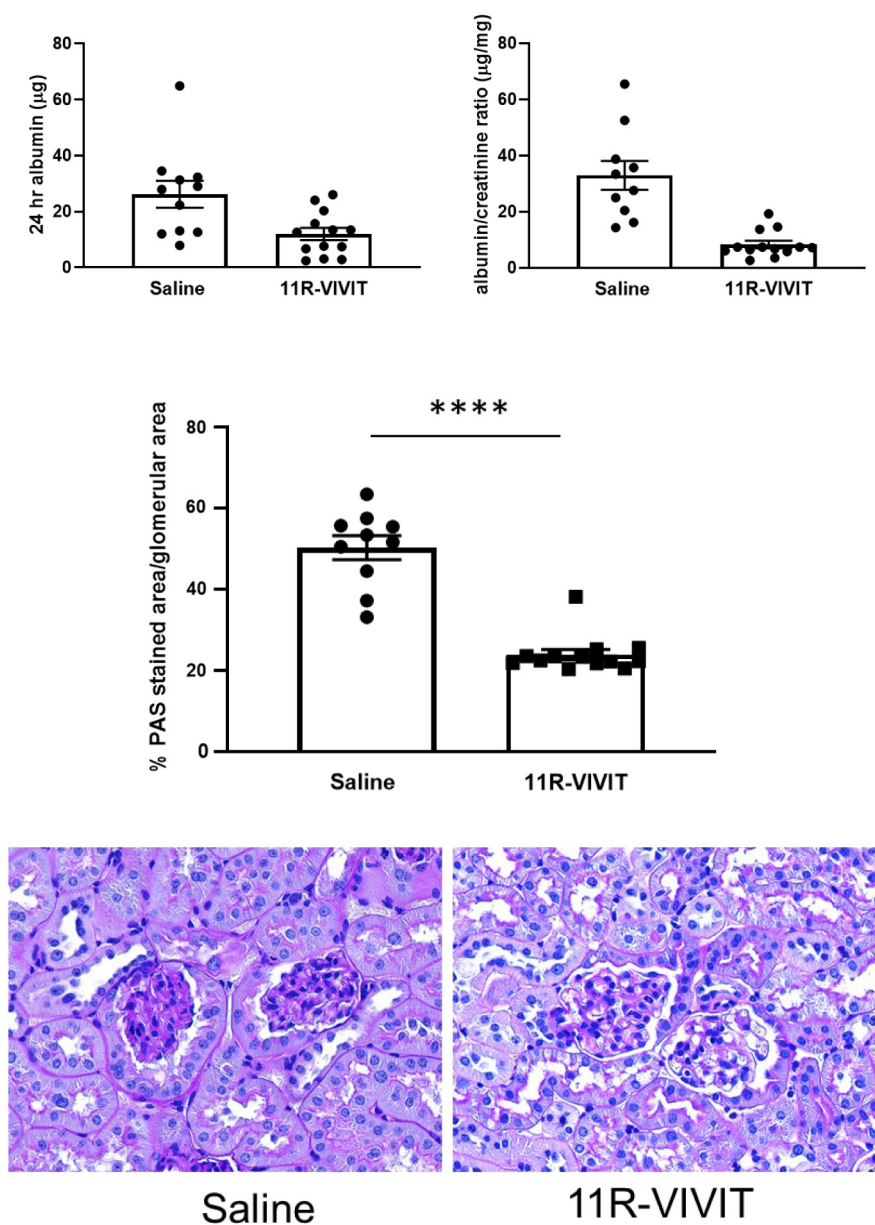 24 hr albumin (µg)
80
60
40
20
0
Saline
11R-VIVIT
albumin/creatinine ratio (µg/mg)
80
60
40
20
0
Saline
11R-VIVIT
% PAS stained area/glomerular area
80
60
40
20
0
****
Saline
11R-VIVIT
Saline
11R-VIVIT